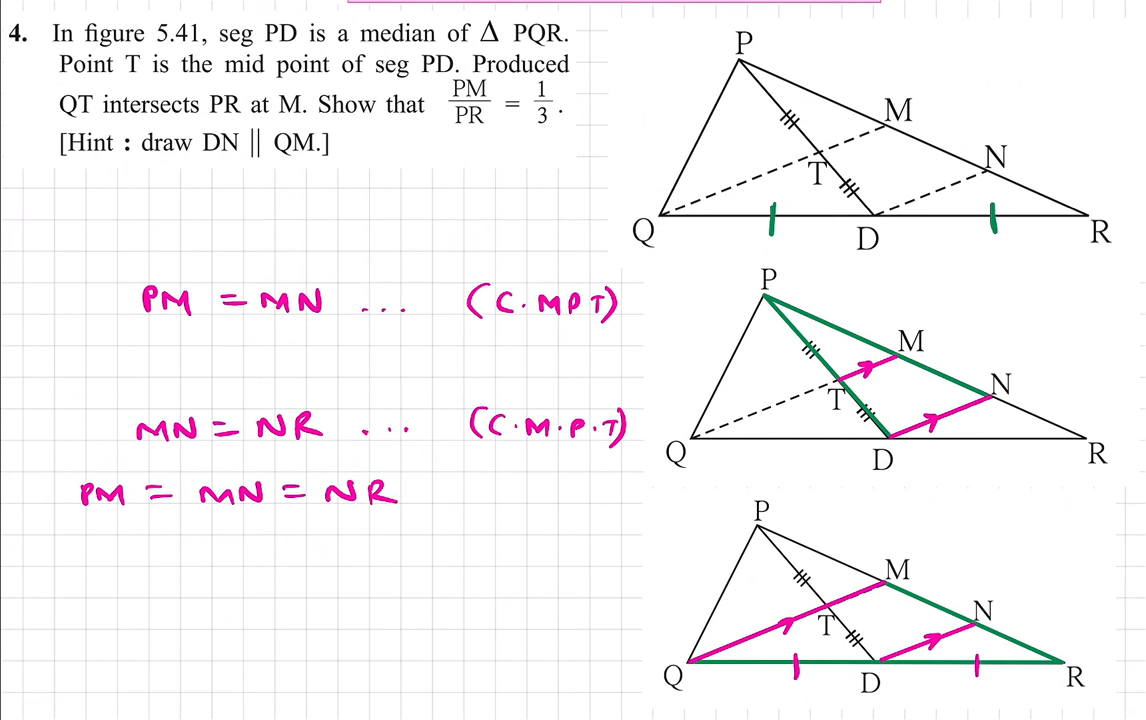 4. In figure 5.41, seg PD is a median of Δ PQR.
Point T is the mid point of seg PD. Produced
QT intersects PR at M. Show that PM/PR = 1/3 .
[Hint : draw DN || QM.]
P
M
N
T
Q
D
R
PM = MN ... (C.MPT)
P
M
N
T
Q
D
R
MN = NR ... (C.M.P.T)
PM = MN = NR
P
M
N
T
Q
D
R